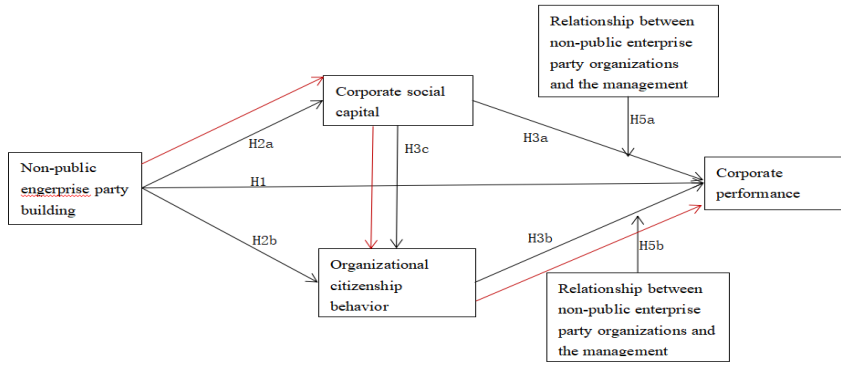 Relationship between
non-public enterprise
party organizations
and the management
Corporate social
capital
H5a
H3a
H2a
H3c
Non-public
engerprise party
building
H1
Corporate
performance
H2b
H3b
H5b
Organizational
citizenship
behavior
Relationship between
non-public enterprise
party organizations and
the management